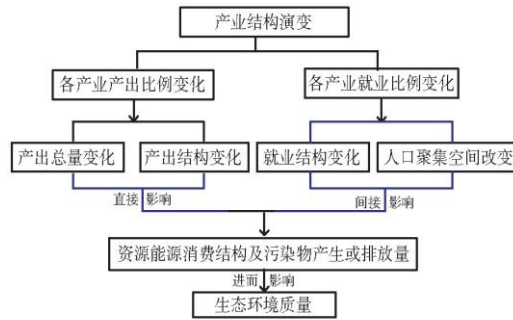 产业结构演变
各产业产出比例变化
各产业就业比例变化
产出总量变化
产出结构变化
就业结构变化
人口聚集空间改变
直接 影响
间接 影响
资源能源消费结构及污染物产生或排放量
进而 影响
生态环境质量